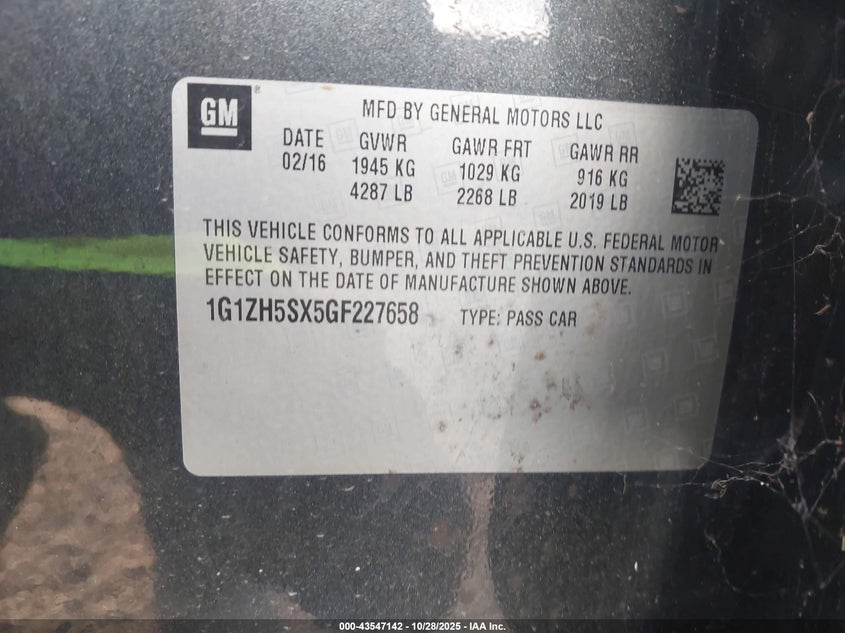 GM®
MFD BY GENERAL MOTORS LLC
DATE GVWR GAWR FRT GAWR RR
02/16 1945 KG 1029 KG 916 KG
4287 LB 2268 LB 2019 LB
THIS VEHICLE CONFORMS TO ALL APPLICABLE U.S. FEDERAL MOTOR
VEHICLE SAFETY, BUMPER, AND THEFT PREVENTION STANDARDS IN
EFFECT ON THE DATE OF MANUFACTURE SHOWN ABOVE.
1G1ZH5SX5GF227658 TYPE: PASS CAR
000-43547142 - 10/28/2025 - IAA Inc.